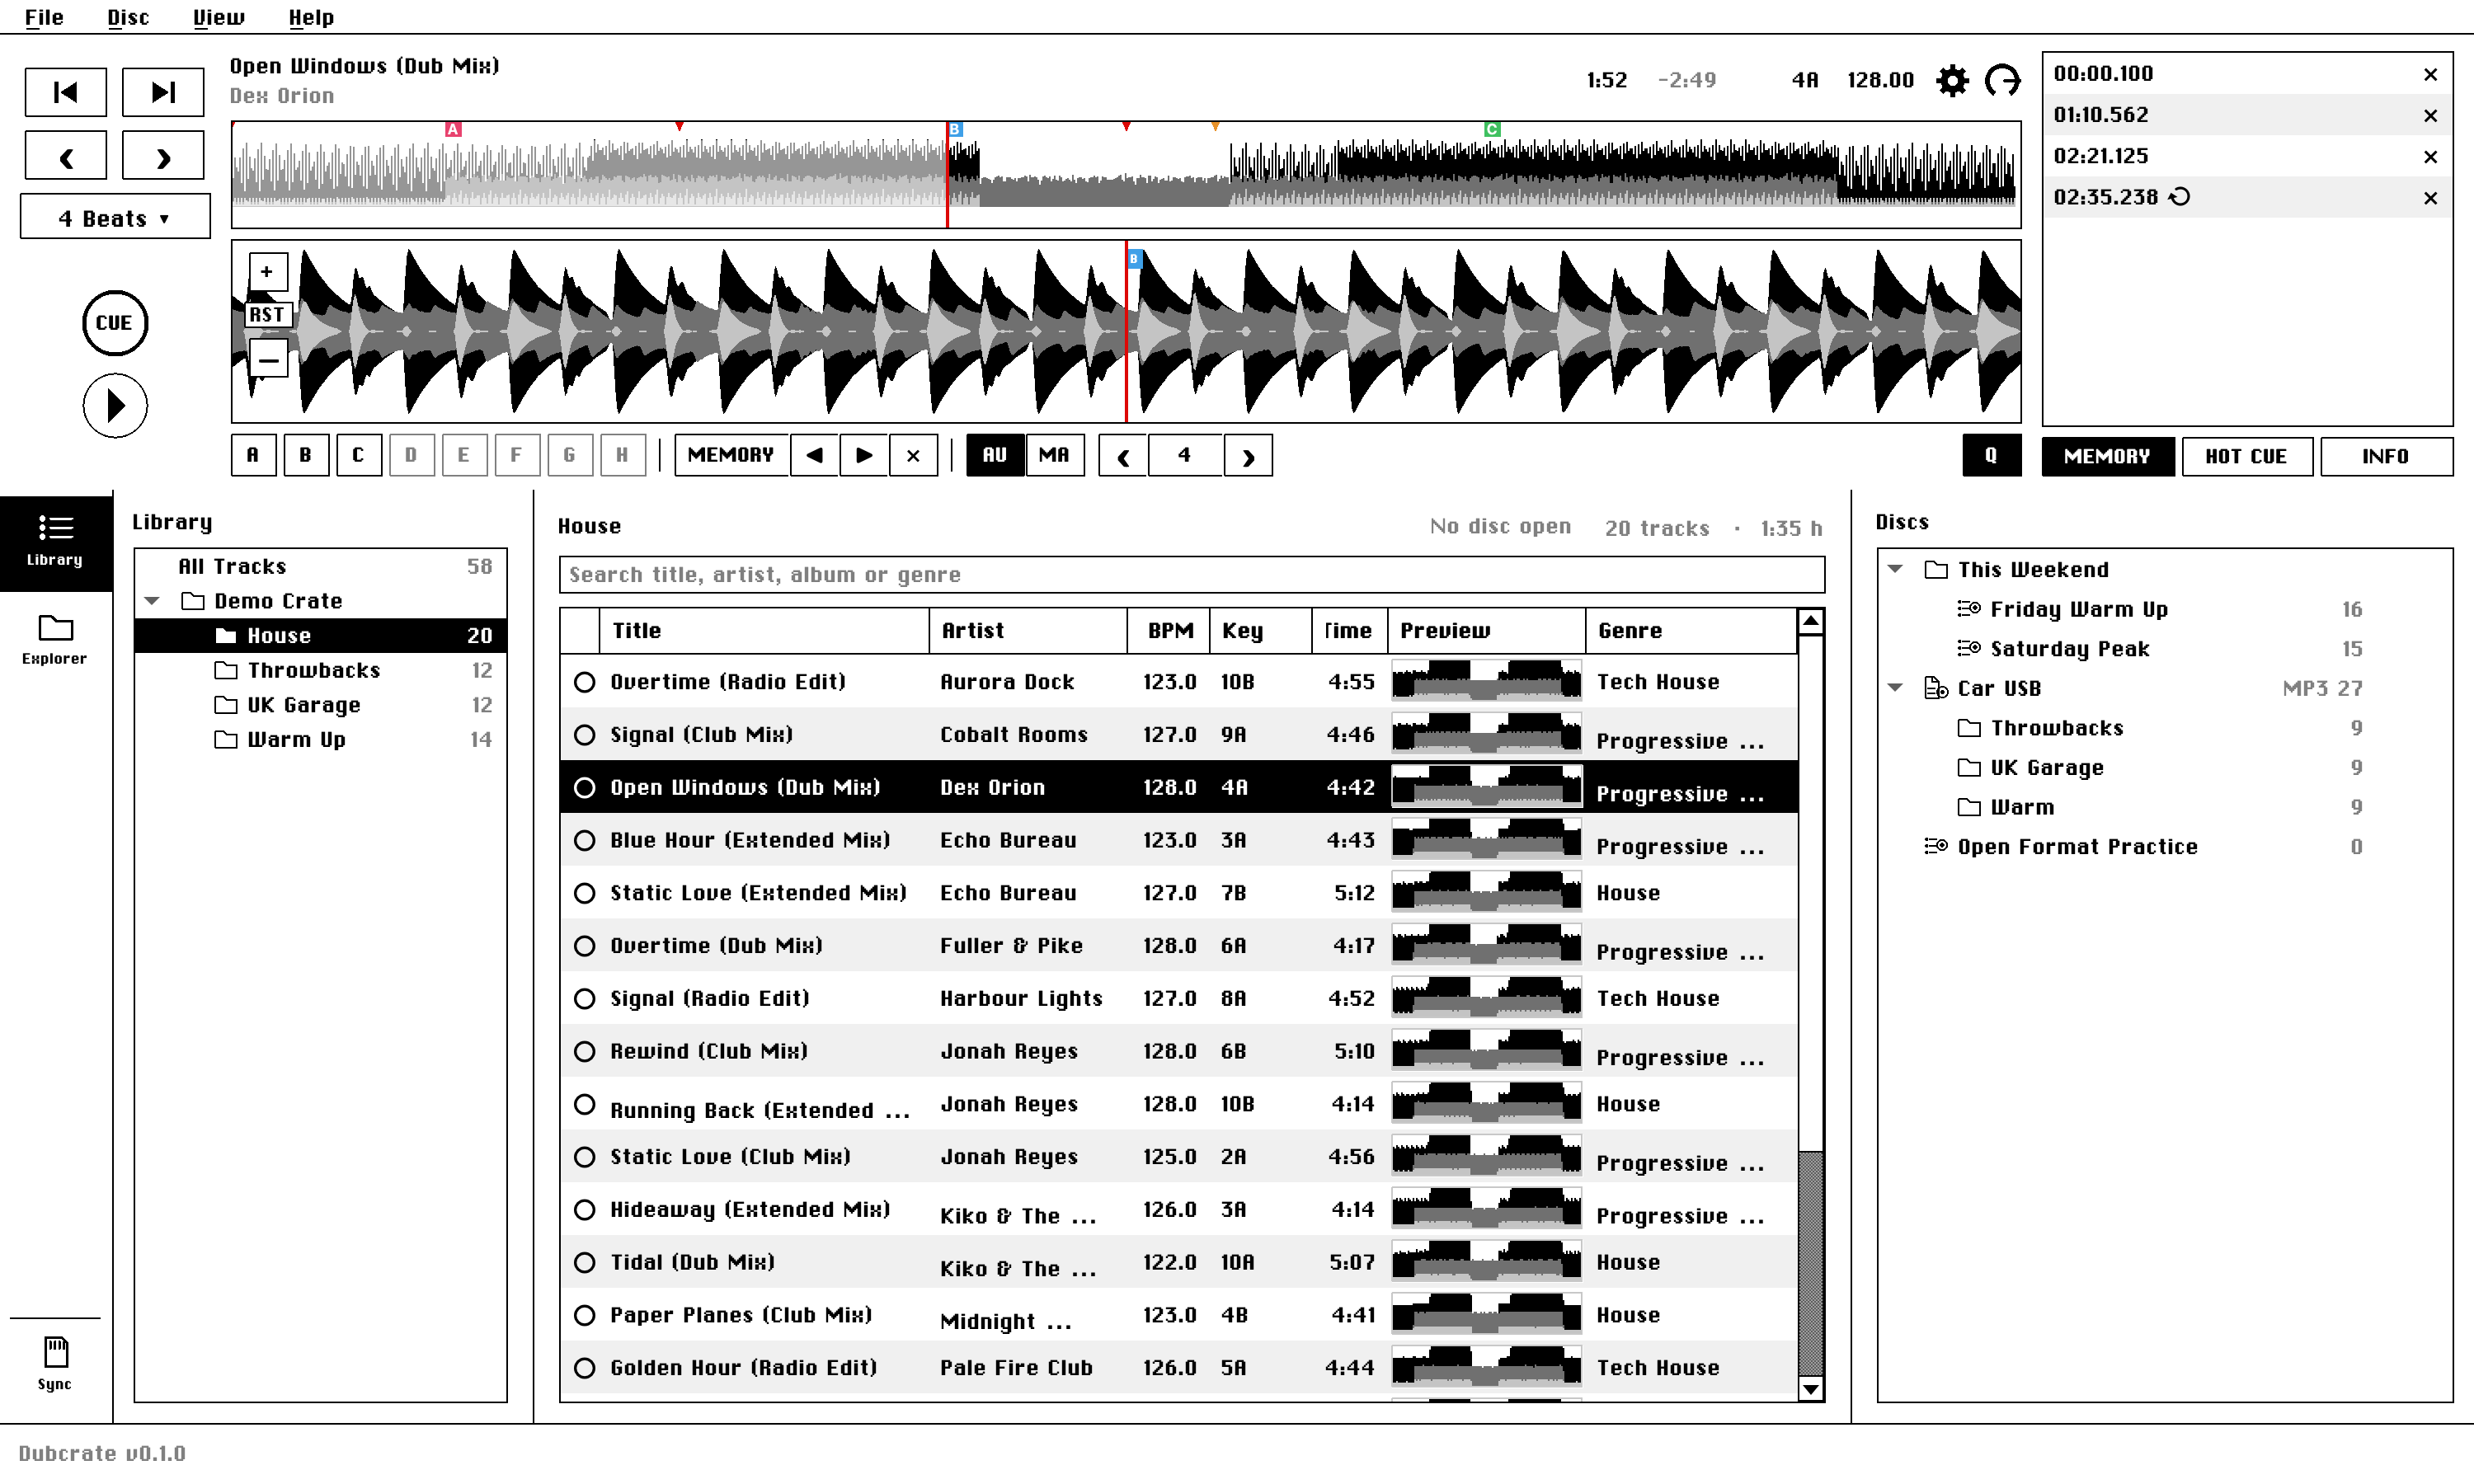 File Disc View Help
Open Windows (Dub Mix)
Dex Orion
1:52 -2:49 4A 128.00
00:00.100 ×
01:10.562 ×
02:21.125 ×
02:35.238 ×
4 Beats ▾
A B C
+
RST
−
B
CUE
A B C D E F G H MEMORY × AU MA 4 Q
MEMORY HOT CUE INFO
Library
Explorer
Sync
Library
All Tracks 58
Demo Crate
House 20
Throwbacks 12
UK Garage 12
Warm Up 14
House No disc open 20 tracks · 1:35 h
Search title, artist, album or genre
Title Artist BPM Key Time Preview Genre
Overtime (Radio Edit) Aurora Dock 123.0 10B 4:55 Tech House
Signal (Club Mix) Cobalt Rooms 127.0 9A 4:46 Progressive ...
Open Windows (Dub Mix) Dex Orion 128.0 4A 4:42 Progressive ...
Blue Hour (Extended Mix) Echo Bureau 123.0 3A 4:43 Progressive ...
Static Love (Extended Mix) Echo Bureau 127.0 7B 5:12 House
Overtime (Dub Mix) Fuller & Pike 128.0 6A 4:17 Progressive ...
Signal (Radio Edit) Harbour Lights 127.0 8A 4:52 Tech House
Rewind (Club Mix) Jonah Reyes 128.0 6B 5:10 Progressive ...
Running Back (Extended ... Jonah Reyes 128.0 10B 4:14 House
Static Love (Club Mix) Jonah Reyes 125.0 2A 4:56 Progressive ...
Hideaway (Extended Mix) Kiko & The ... 126.0 3A 4:14 Progressive ...
Tidal (Dub Mix) Kiko & The ... 122.0 10A 5:07 House
Paper Planes (Club Mix) Midnight ... 123.0 4B 4:41 House
Golden Hour (Radio Edit) Pale Fire Club 126.0 5A 4:44 Tech House
Discs
This Weekend
Friday Warm Up 16
Saturday Peak 15
Car USB MP3 27
Throwbacks 9
UK Garage 9
Warm 9
Open Format Practice 0
Dubcrate v0.1.0